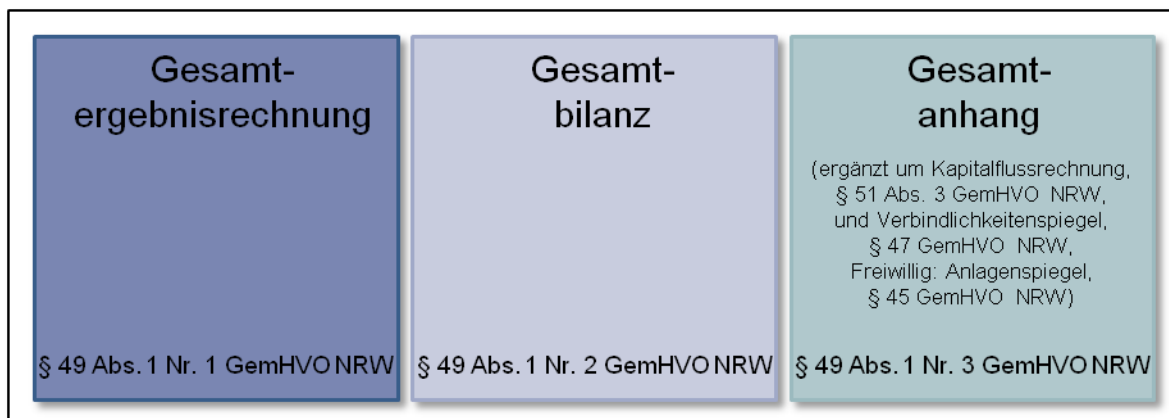 Gesamt-
ergebnisrechnung
§ 49 Abs. 1 Nr. 1 GemHVO NRW
Gesamt-
bilanz
§ 49 Abs. 1 Nr. 2 GemHVO NRW
Gesamt-
anhang
(ergänzt um Kapitalflussrechnung,
§ 51 Abs. 3 GemHVO NRW,
und Verbindlichkeitenspiegel,
§ 47 GemHVO NRW,
Freiwillig: Anlagenspiegel,
§ 45 GemHVO NRW)
§ 49 Abs. 1 Nr. 3 GemHVO NRW